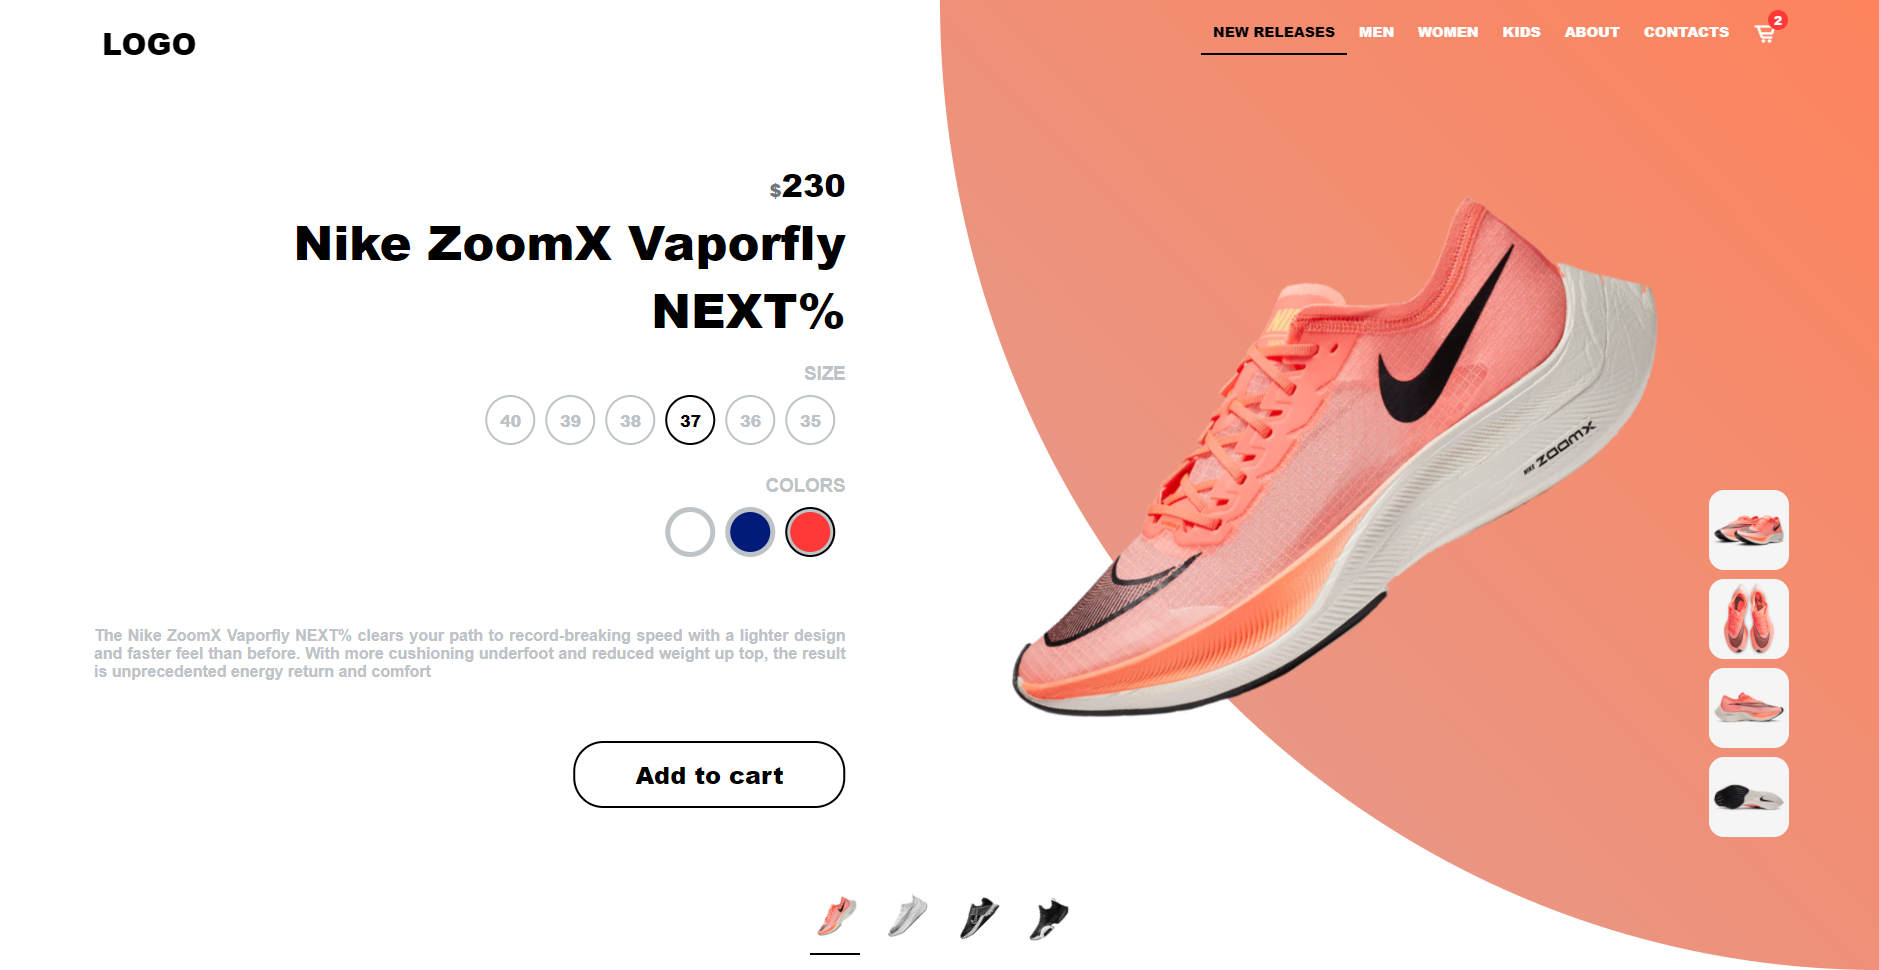 LOGO
NEW RELEASES MEN WOMEN KIDS ABOUT CONTACTS 2
$230
Nike ZoomX Vaporfly
NEXT%
SIZE
40 39 38 37 36 35
COLORS
The Nike ZoomX Vaporfly NEXT% clears your path to record-breaking speed with a lighter design
and faster feel than before. With more cushioning underfoot and reduced weight up top, the result
is unprecedented energy return and comfort
Add to cart
NIKE ZOOMX